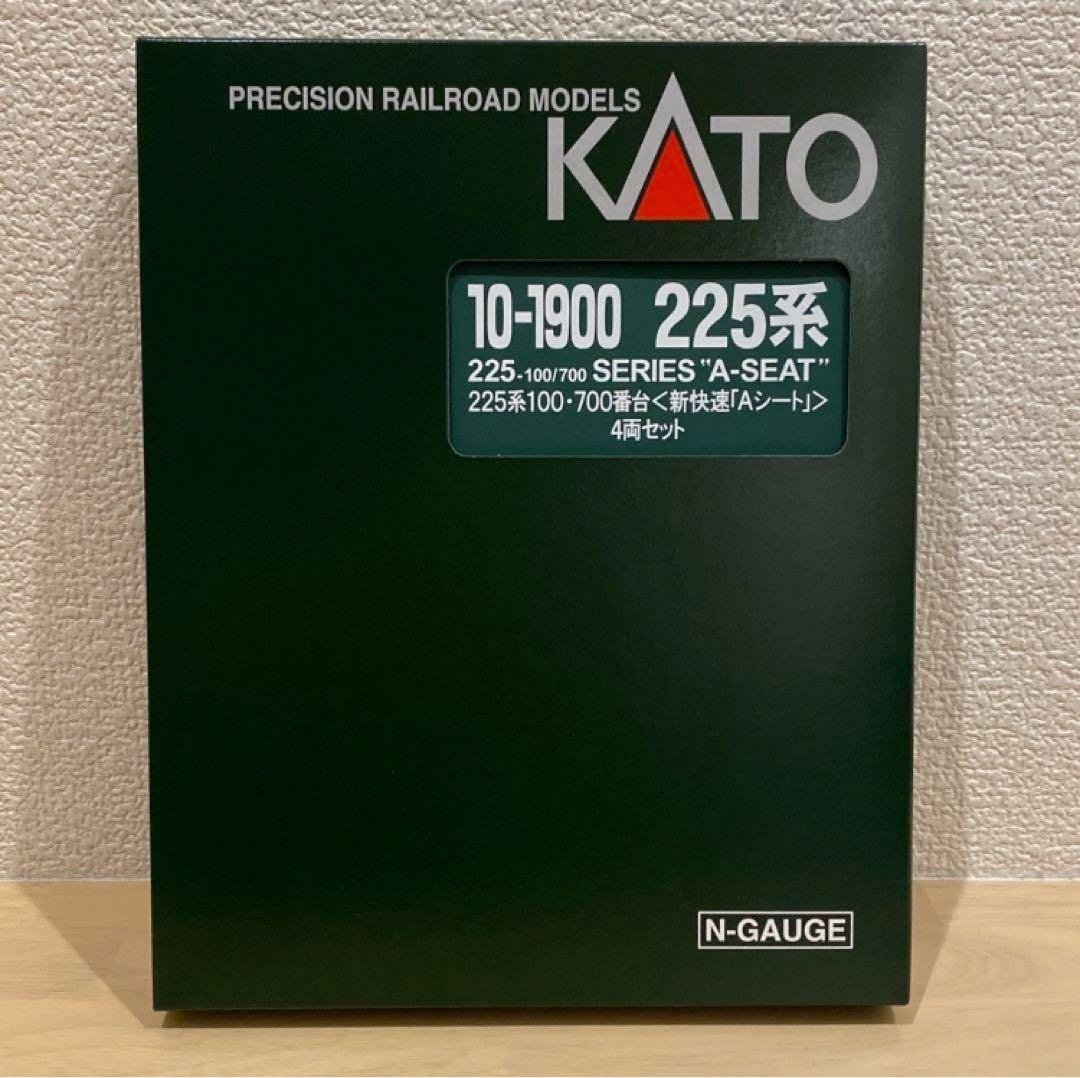 PRECISION RAILROAD MODELS
KATO
10-1900 225系
225-100/700 SERIES "A-SEAT"
225系100・700番台<新快速「Aシート」>
4両セット
N-GAUGE